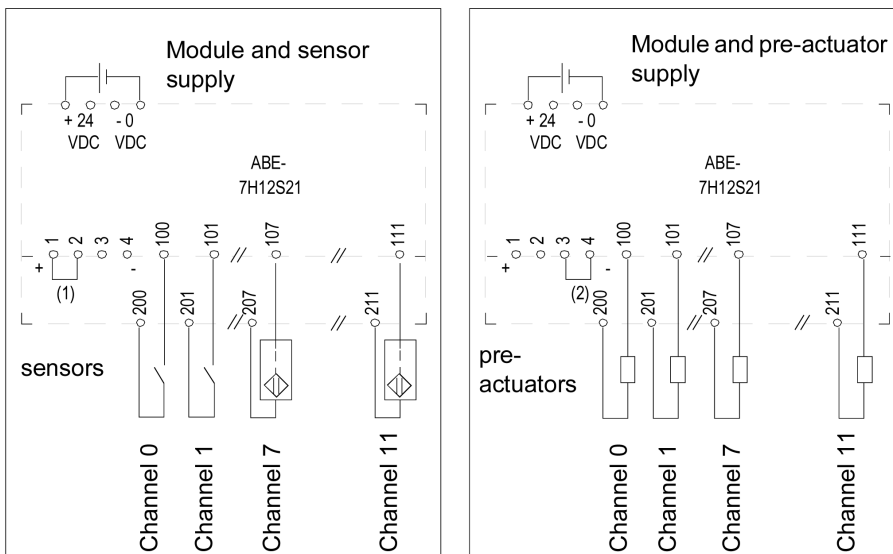 Module and sensor
supply
+ 24 - 0
VDC VDC
ABE-
7H12S21
1 2 3 4 100 101 107 111
+ -
(1)
200 201 207 211
sensors
Channel 0
Channel 1
Channel 7
Channel 11
Module and pre-actuator
supply
+ 24 - 0
VDC VDC
ABE-
7H12S21
1 2 3 4 100 101 107 111
+ -
(2)
200 201 207 211
pre-
actuators
Channel 0
Channel 1
Channel 7
Channel 11